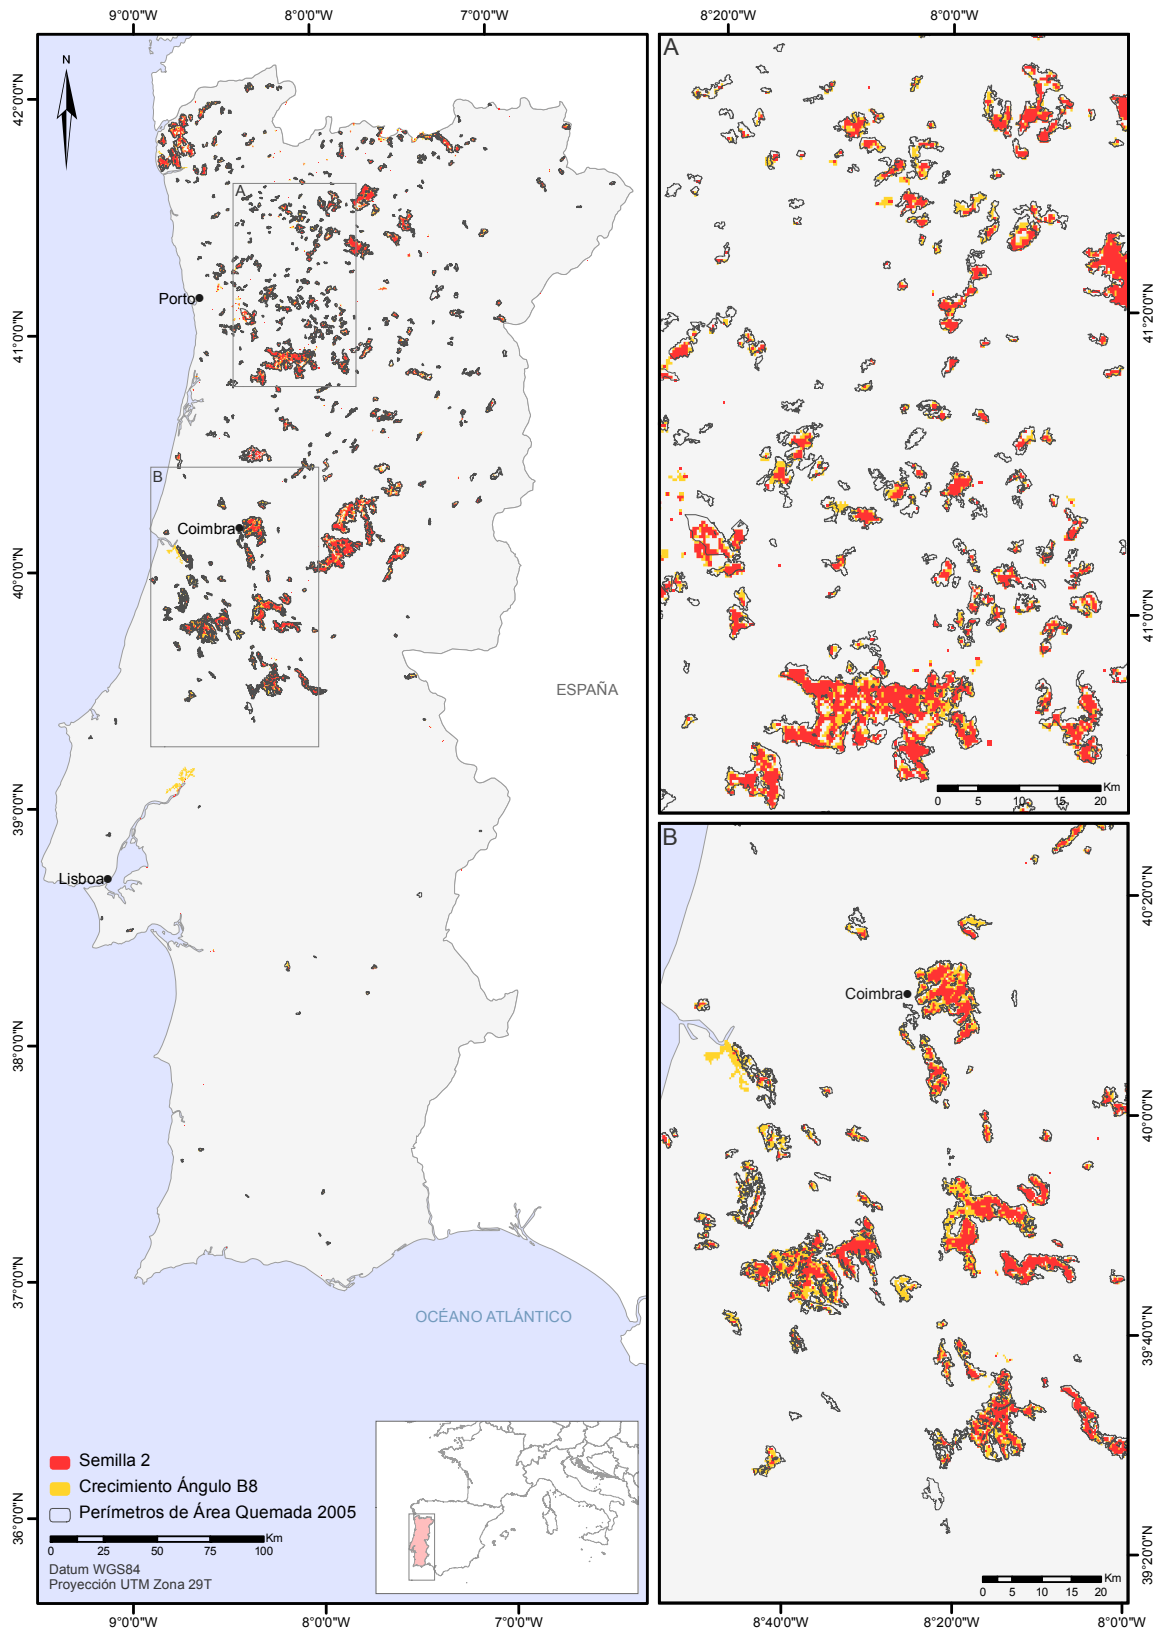 9°0'0"W
8°0'0"W
7°0'0"W
8°20'0"W
8°0'0"W
N
42°0'0"N
41°0'0"N
40°0'0"N
39°0'0"N
38°0'0"N
37°0'0"N
36°0'0"N
A
Porto
B
Coimbra
ESPAÑA
Lisboa
OCÉANO ATLÁNTICO
Semilla 2
Crecimiento Ángulo B8
Perímetros de Área Quemada 2005
Km
0 25 50 75 100
Datum WGS84
Proyección UTM Zona 29T
9°0'0"W
8°0'0"W
7°0'0"W
A
41°20'0"N
41°0'0"N
Km
0 5 10 15 20
B
Coimbra
40°20'0"N
40°0'0"N
39°40'0"N
39°20'0"N
Km
0 5 10 15 20
8°40'0"W
8°20'0"W
8°0'0"W